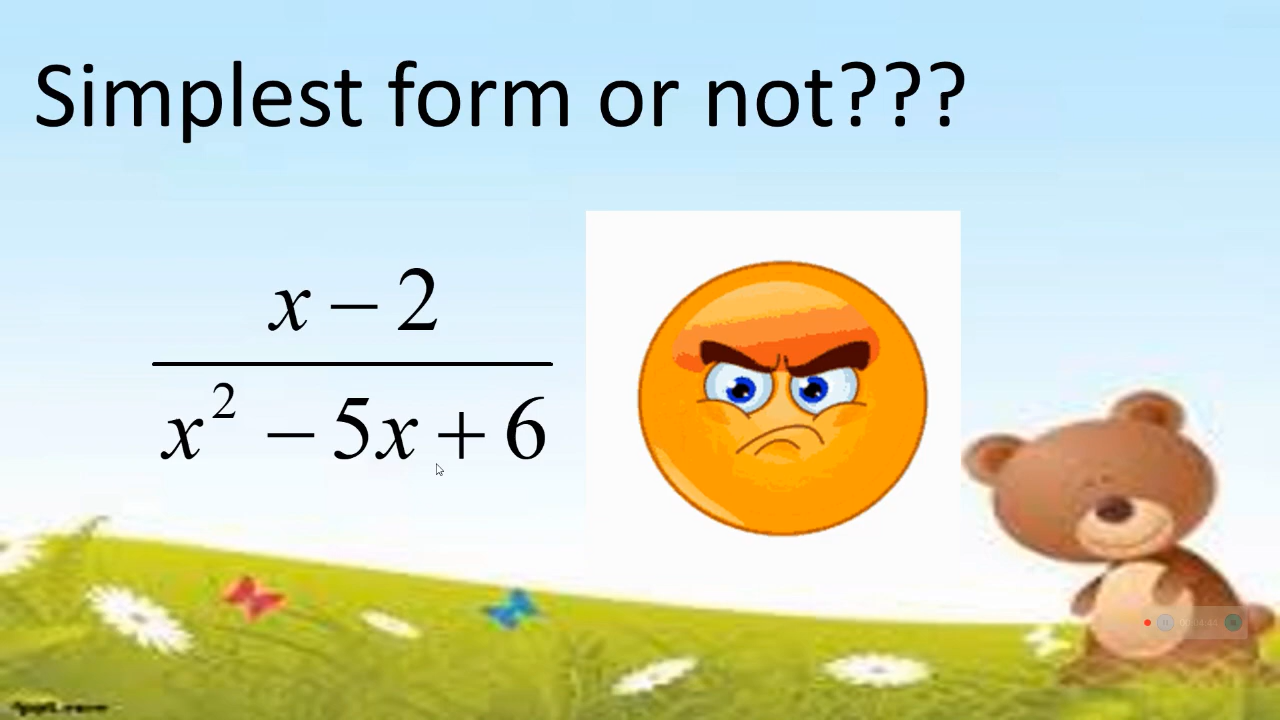 Simplest form or not???
x − 2
x² − 5x + 6